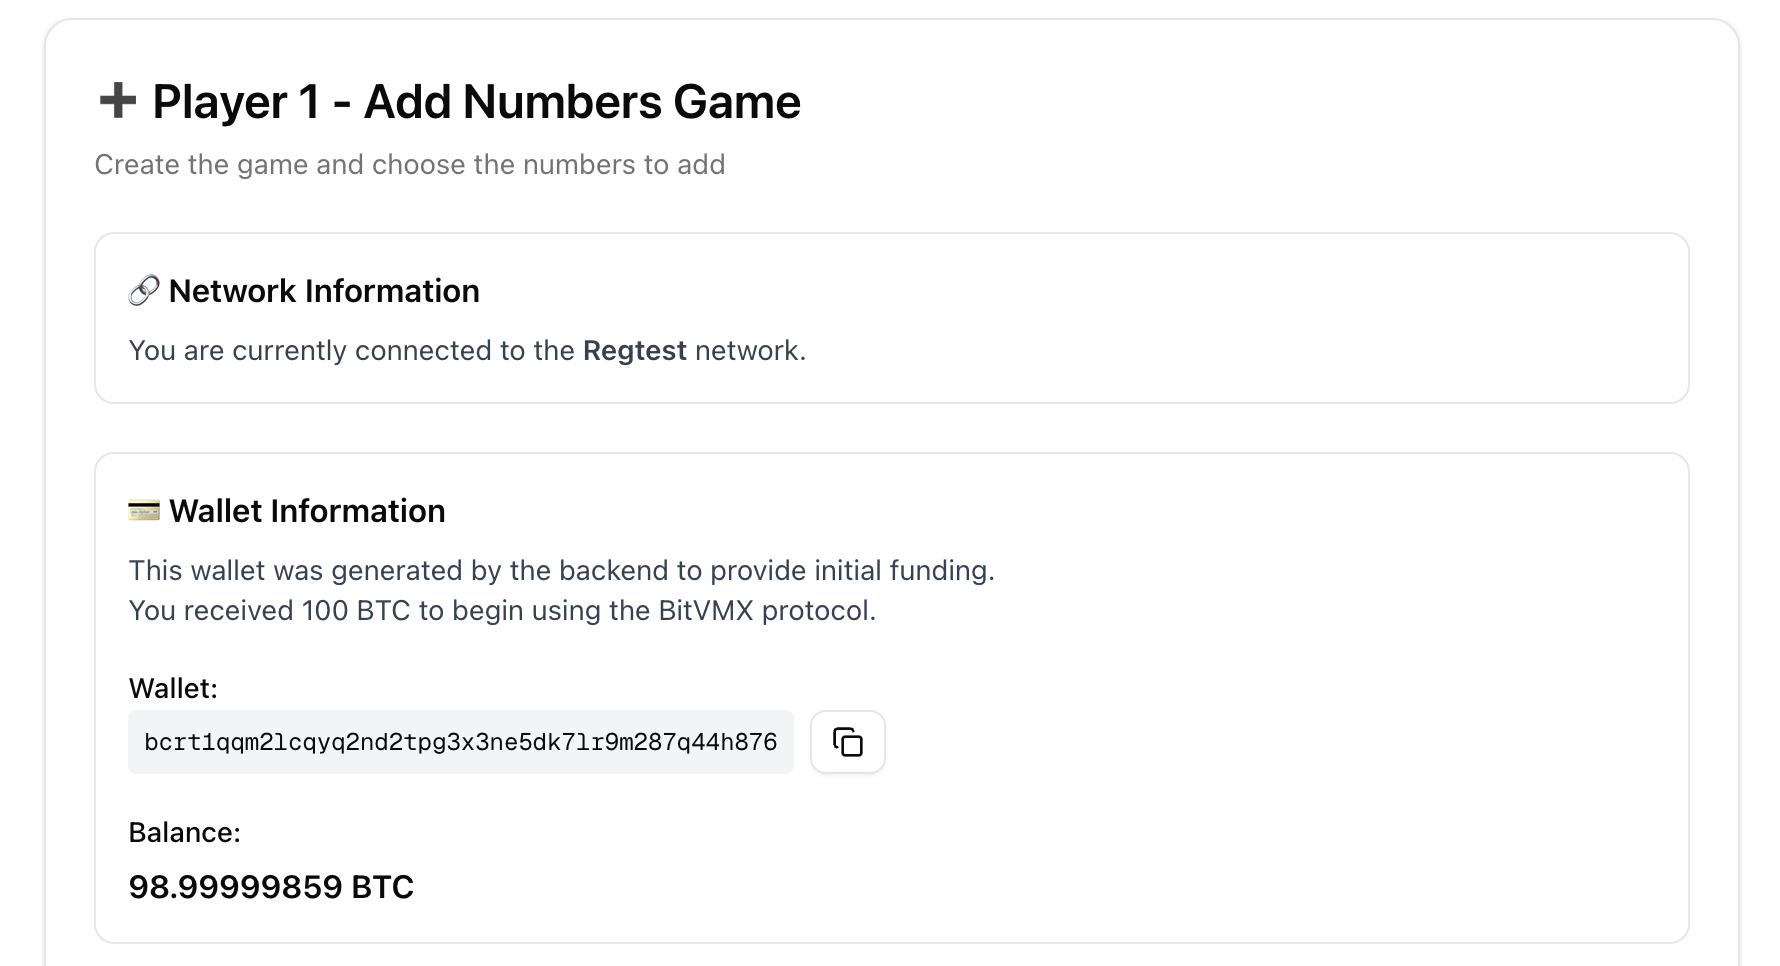 ➕ Player 1 - Add Numbers Game
Create the game and choose the numbers to add
🔗 Network Information
You are currently connected to the Regtest network.
💳 Wallet Information
This wallet was generated by the backend to provide initial funding.
You received 100 BTC to begin using the BitVMX protocol.
Wallet:
bcrt1qqm2lcqyq2nd2tpg3x3ne5dk7lr9m287q44h876
Balance:
98.99999859 BTC